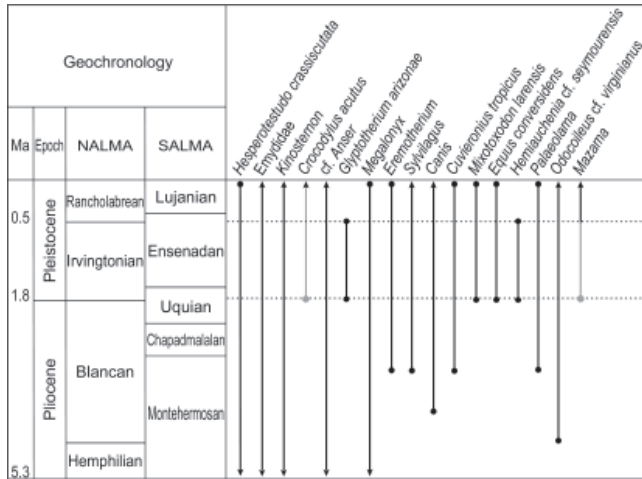 Geochronology
Ma Epoch NALMA SALMA
Hesperotestudo crassiscutata
Emydidae
Kinosternon
Crocodylus acutus
cf. Anser
Glyptotherium arizonae
Megalonyx
Eremotherium
Sylvilagus
Canis
Cuvieronius tropicus
Mixotoxodon larensis
Equus conversidens
Hemiauchenia cf. seymourensis
Palaeolama
Odocoileus cf. virginianus
Mazama
0.5
1.8
5.3
Pleistocene
Pliocene
Rancholabrean
Irvingtonian
Blancan
Hemphilian
Lujanian
Ensenadan
Uquian
Chapadmalalan
Montehermosan